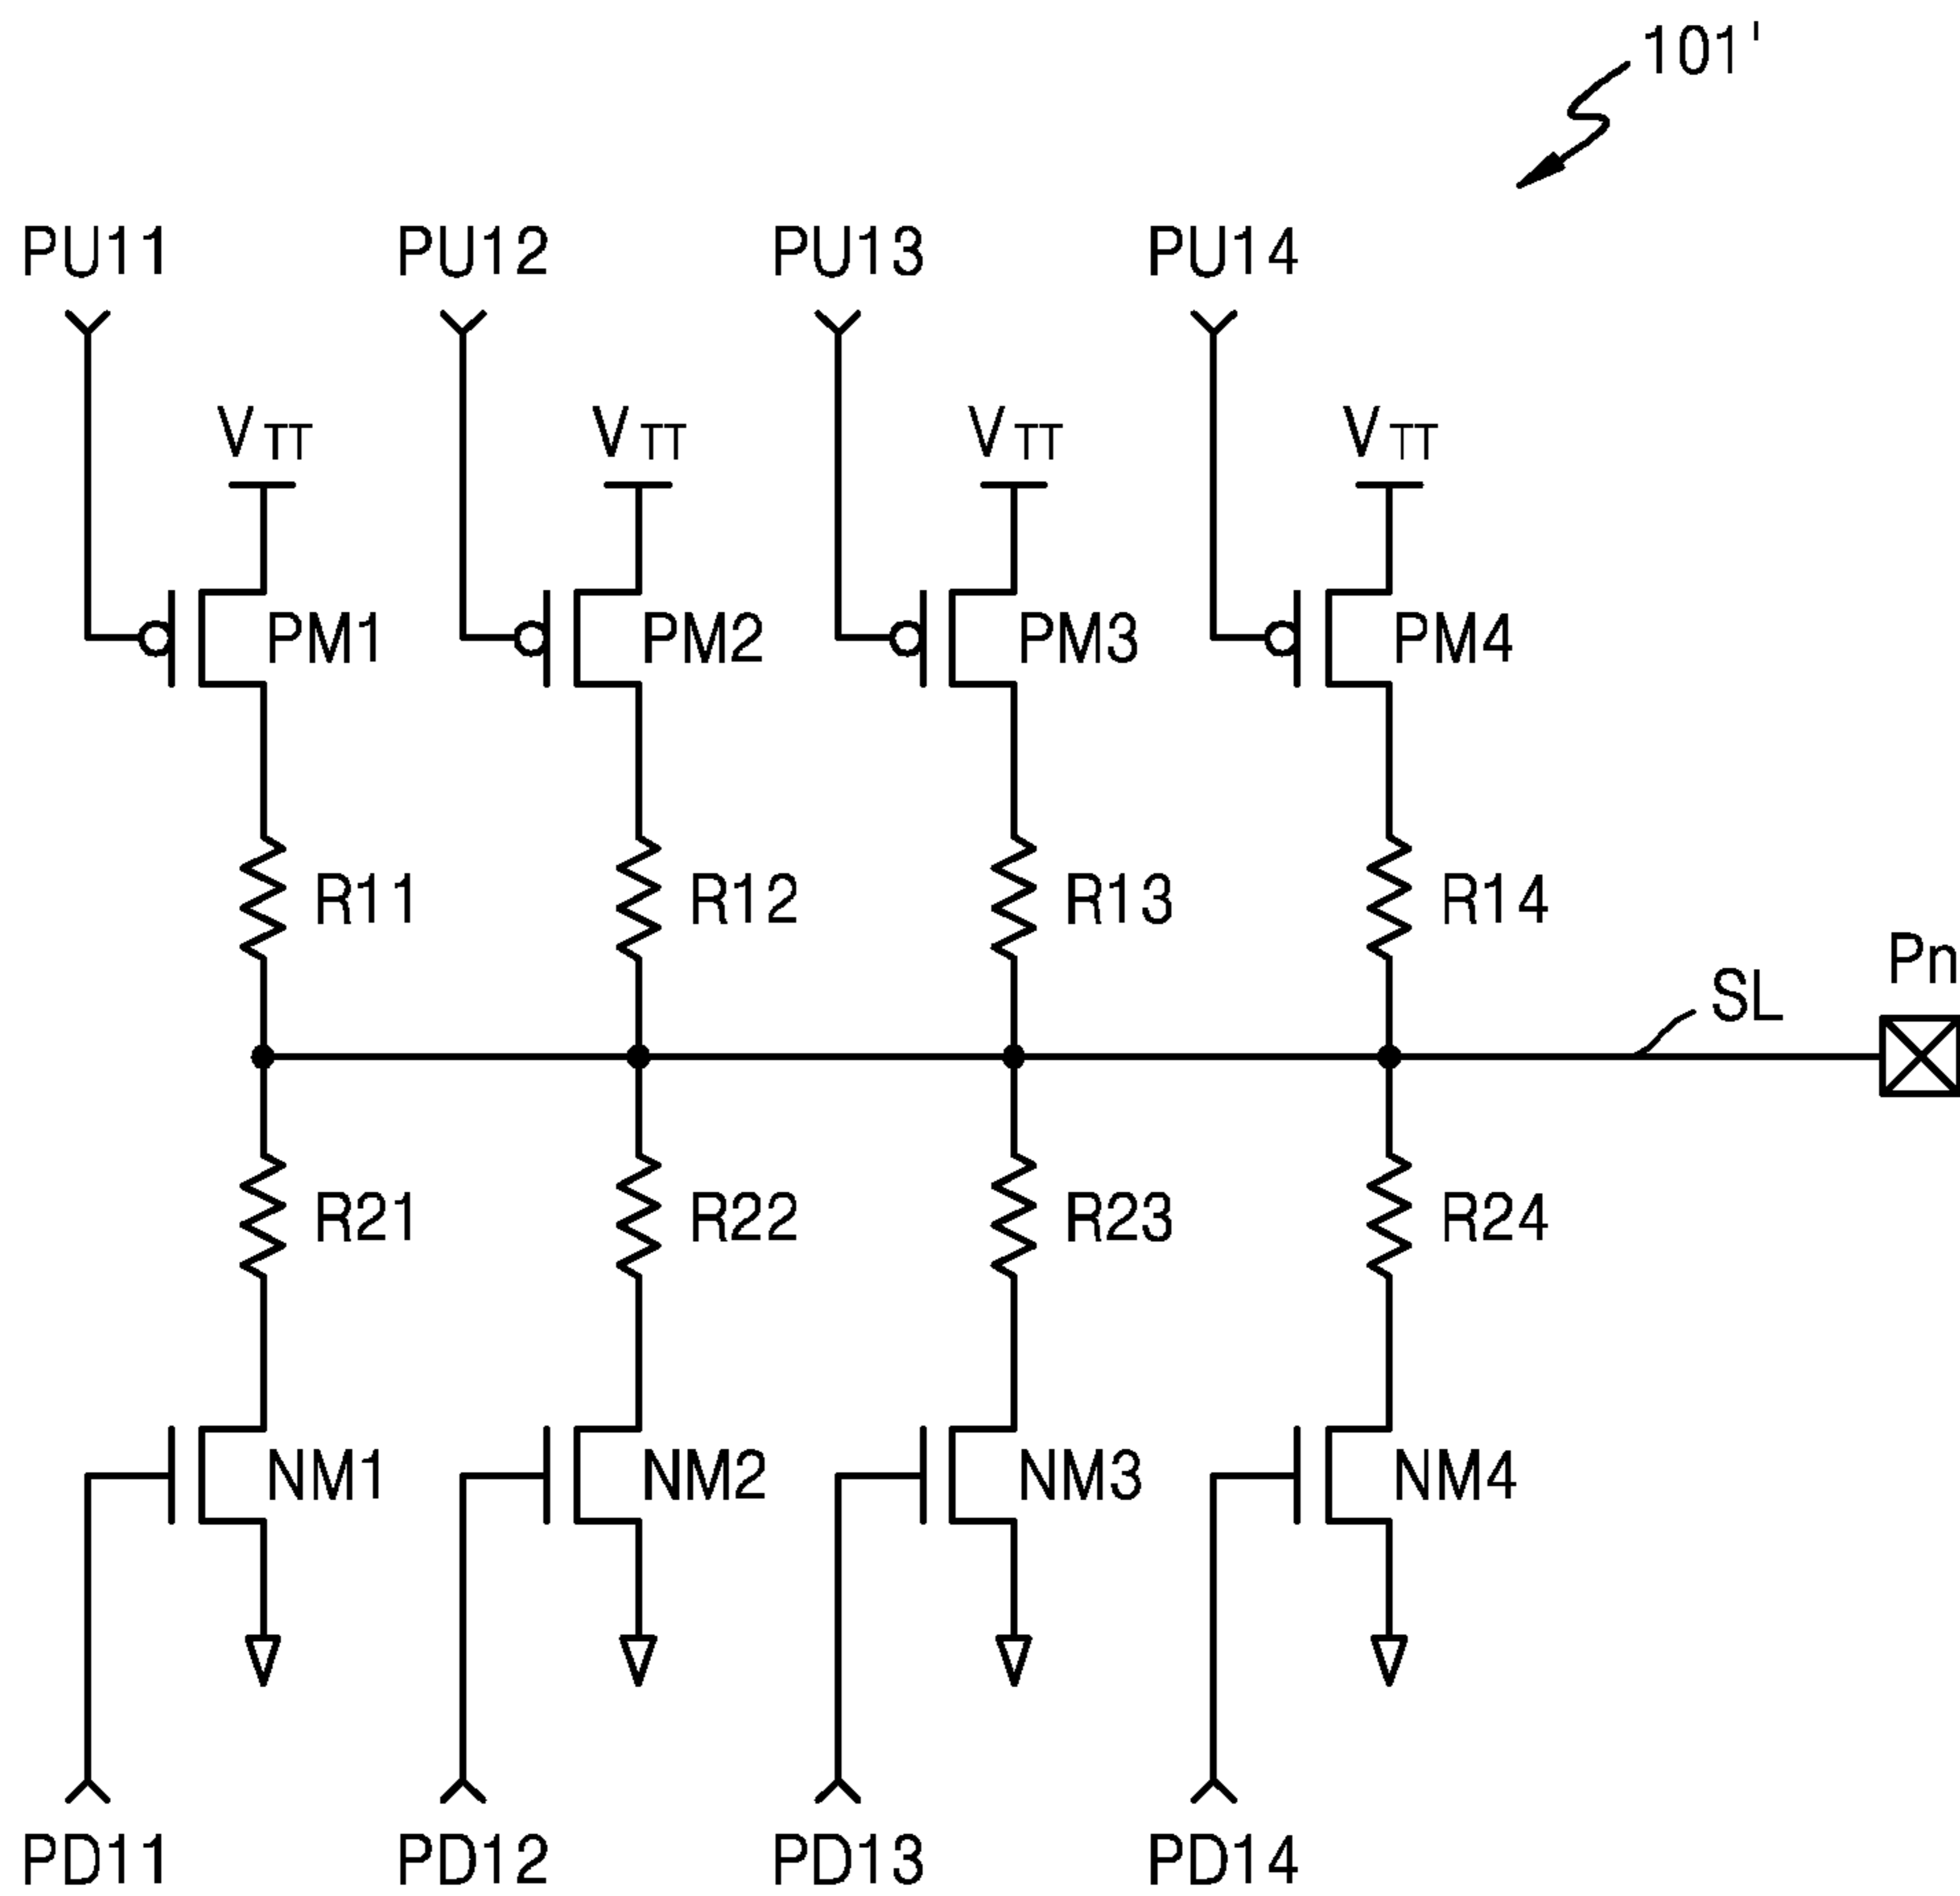 101'
PU11 PU12 PU13 PU14
VTT VTT VTT VTT
PM1 PM2 PM3 PM4
R11 R12 R13 R14
Pn
SL
R21 R22 R23 R24
NM1 NM2 NM3 NM4
PD11 PD12 PD13 PD14